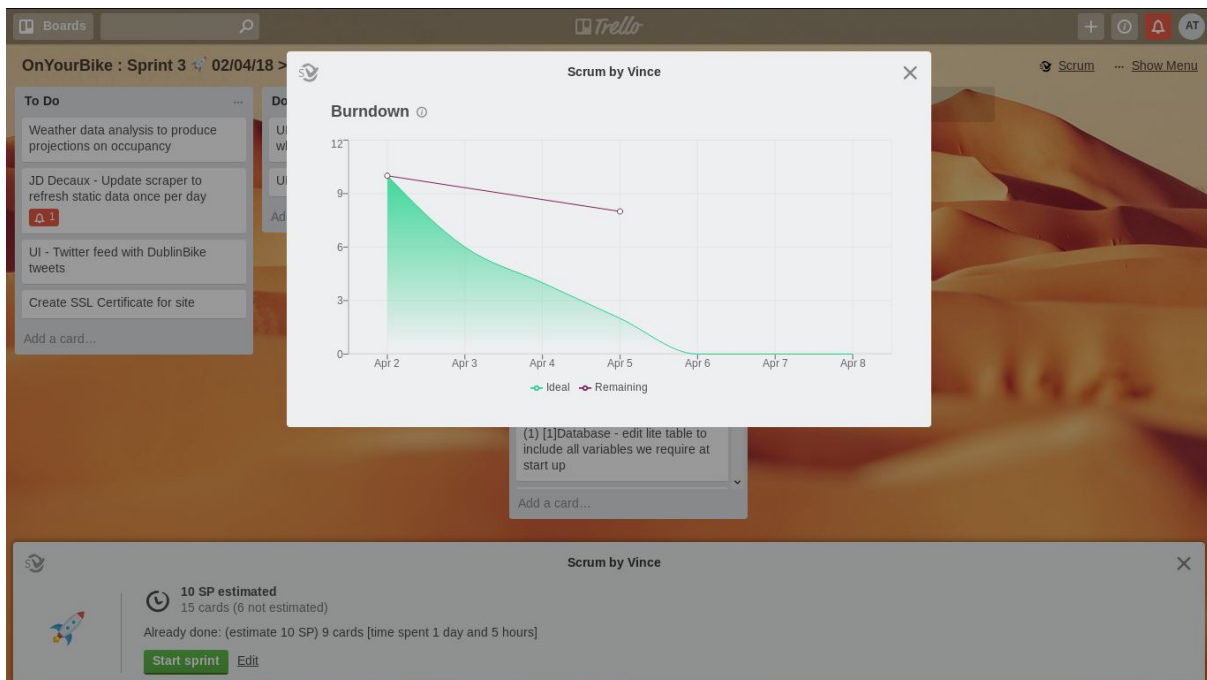 Boards
Trello
AT
OnYourBike : Sprint 3 🚀 02/04/18 >
Scrum
··· Show Menu
To Do
Weather data analysis to produce
projections on occupancy
JD Decaux - Update scraper to
refresh static data once per day
1
UI - Twitter feed with DublinBike
tweets
Create SSL Certificate for site
Add a card…
Do
UI
wh
UI
Ad
Scrum by Vince
Burndown
12
9
6
3
0
Apr 2
Apr 3
Apr 4
Apr 5
Apr 6
Apr 7
Apr 8
Ideal
Remaining
(1) [1]Database - edit lite table to
include all variables we require at
start up
Add a card…
Scrum by Vince
10 SP estimated
15 cards (6 not estimated)
Already done: (estimate 10 SP) 9 cards [time spent 1 day and 5 hours]
Start sprint Edit